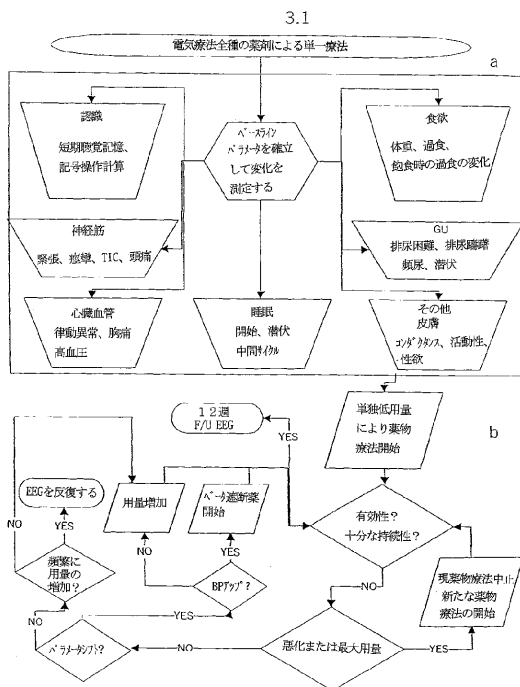 3.1
電気療法全種の薬剤による単一療法
a
認識
短期聴覚記憶、
記号操作計算
ベースライン
パラメータを確立
して変化を
測定する
食欲
体重、過食、
飽食時の過食の変化
神経筋
緊張、痙攣、TIC、頭痛
GU
排尿困難、排尿躊躇
頻尿、潜伏
心臓血管
律動異常、胸痛
高血圧
睡眠
開始、潜伏
中間サイクル
その他
皮膚
コンダクタンス、活動性、
性欲
単独低用量
により薬物
療法開始
b
12週
F/U EEG
YES
EEGを反復する
用量増加
ベータ遮断薬
開始
有効性?
十分な持続性?
NO
YES
NO
YES
NO
頻繁に
用量の
増加?
BPアップ?
現薬物療法中止
新たな薬物
療法の開始
NO
YES
パラメータシフト?
NO
悪化または最大用量
YES